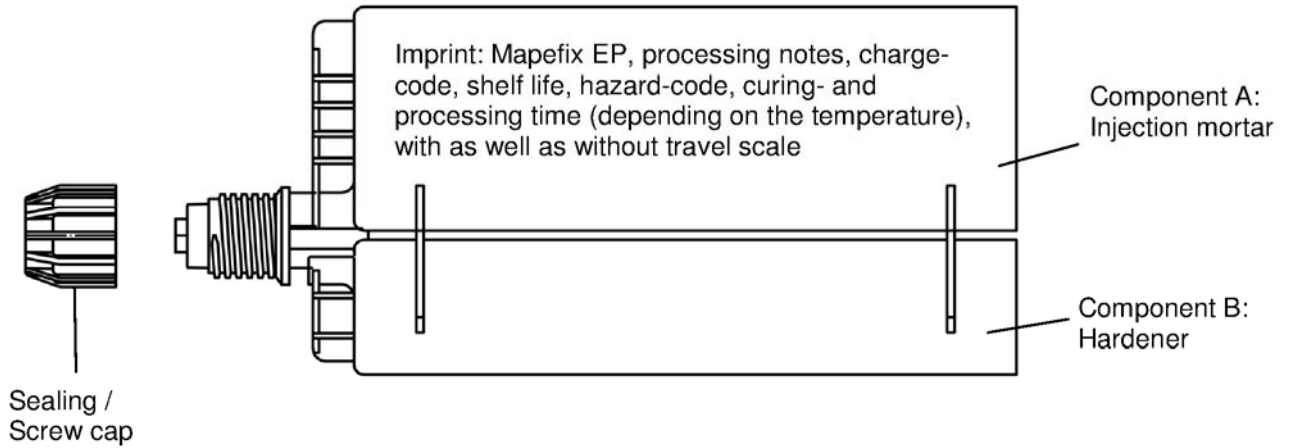 Imprint: Mapefix EP, processing notes, charge-
code, shelf life, hazard-code, curing- and
processing time (depending on the temperature),
with as well as without travel scale
Component A:
Injection mortar
Component B:
Hardener
Sealing /
Screw cap